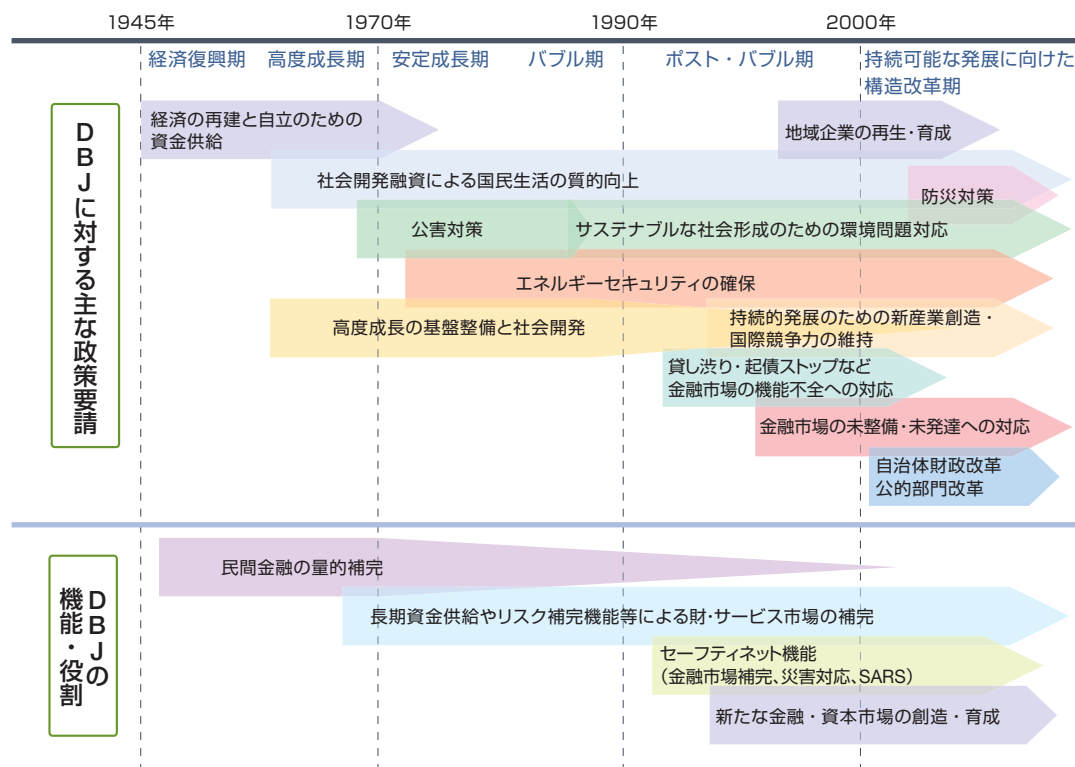 1945年
1970年
1990年
2000年
経済復興期
高度成長期
安定成長期
バブル期
ポスト・バブル期
持続可能な発展に向けた
構造改革期
DBJに対する主な政策要請
経済の再建と自立のための
資金供給
地域企業の再生・育成
社会開発融資による国民生活の質的向上
防災対策
公害対策
サステナブルな社会形成のための環境問題対応
エネルギーセキュリティの確保
高度成長の基盤整備と社会開発
持続的発展のための新産業創造・
国際競争力の維持
貸し渋り・起債ストップなど
金融市場の機能不全への対応
金融市場の未整備・未発達への対応
自治体財政改革
公的部門改革
DBJの
機能・役割
民間金融の量的補完
長期資金供給やリスク補完機能等による財・サービス市場の補完
セーフティネット機能
（金融市場補完、災害対応、SARS）
新たな金融・資本市場の創造・育成